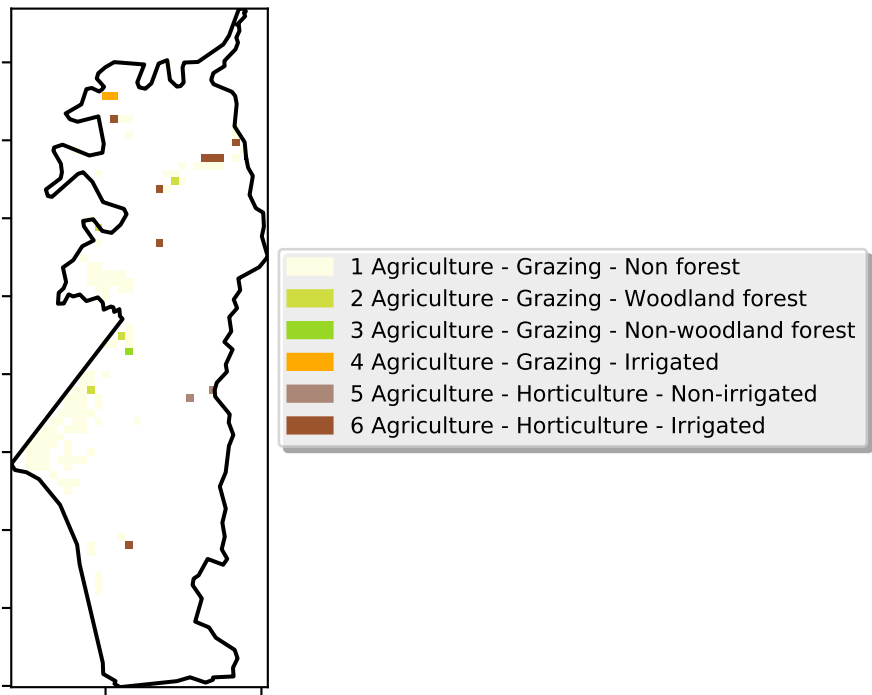 1 Agriculture - Grazing - Non forest
2 Agriculture - Grazing - Woodland forest
3 Agriculture - Grazing - Non-woodland forest
4 Agriculture - Grazing - Irrigated
5 Agriculture - Horticulture - Non-irrigated
6 Agriculture - Horticulture - Irrigated